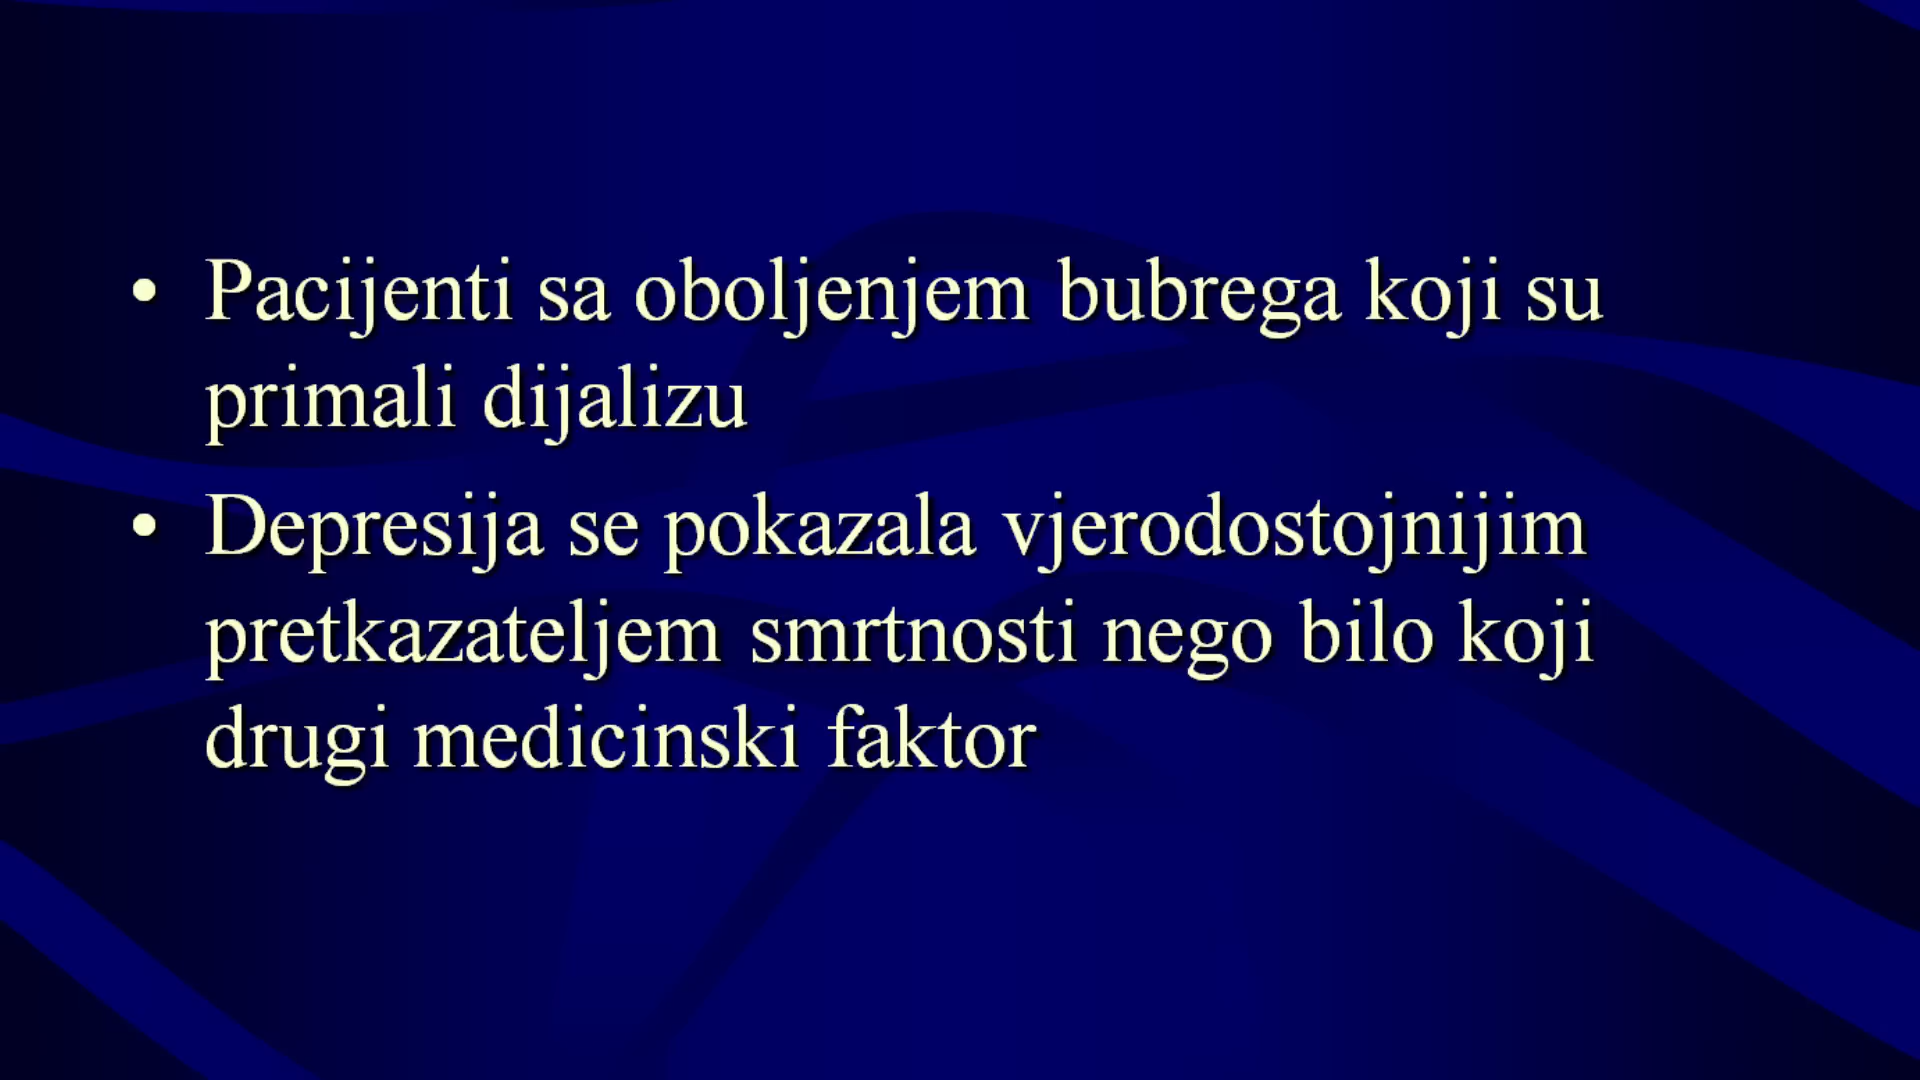 • Pacijenti sa oboljenjem bubrega koji su
primali dijalizu
• Depresija se pokazala vjerodostojnijim
pretkazateljem smrtnosti nego bilo koji
drugi medicinski faktor